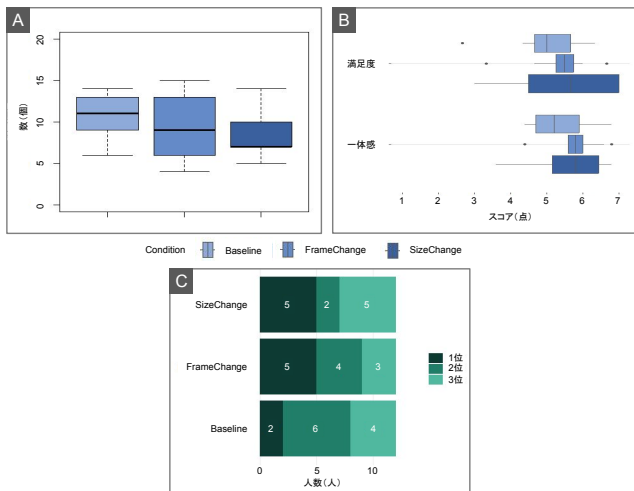 A
数(個)
20
15
10
5
0
B
満足度
一体感
1 2 3 4 5 6 7
スコア(点)
Condition Baseline FrameChange SizeChange
C
SizeChange 5 2 5
FrameChange 5 4 3
Baseline 2 6 4
1位
2位
3位
0 5 10
人数(人)